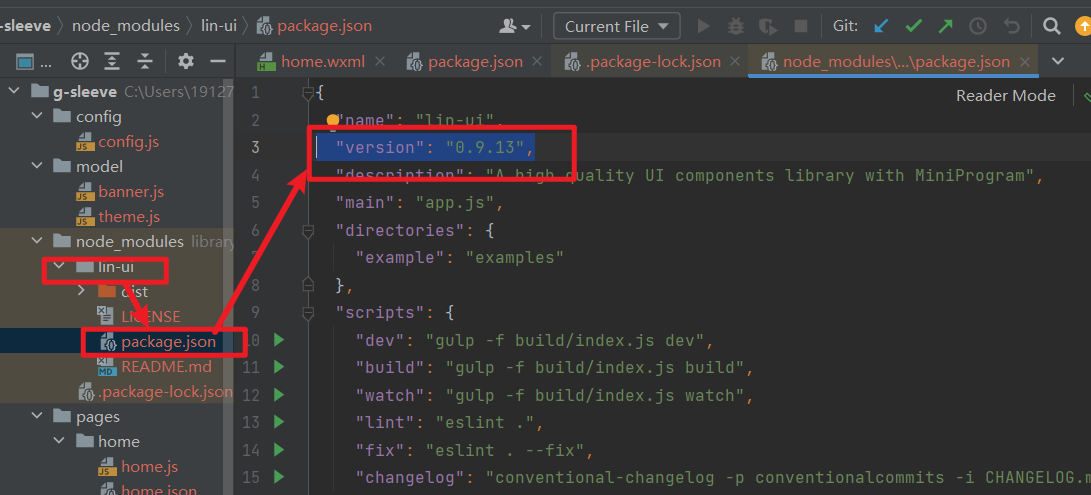 g-sleeve node_modules lin-ui package.json Current File Git:
... home.wxml package.json .package-lock.json node_modules\...\package.json
g-sleeve C:\Users\19127
config
config.js
model
banner.js
theme.js
node_modules library
lin-ui
dist
LICENSE
package.json
README.md
.package-lock.json
pages
home
home.js
home.json
Reader Mode
1 {
2 "name": "lin-ui",
3 "version": "0.9.13",
4 "description": "A high quality UI components library with MiniProgram",
5 "main": "app.js",
6 "directories": {
7 "example": "examples"
8 },
9 "scripts": {
10 "dev": "gulp -f build/index.js dev",
11 "build": "gulp -f build/index.js build",
12 "watch": "gulp -f build/index.js watch",
13 "lint": "eslint .",
14 "fix": "eslint . --fix",
15 "changelog": "conventional-changelog -p conventionalcommits -i CHANGELOG.m